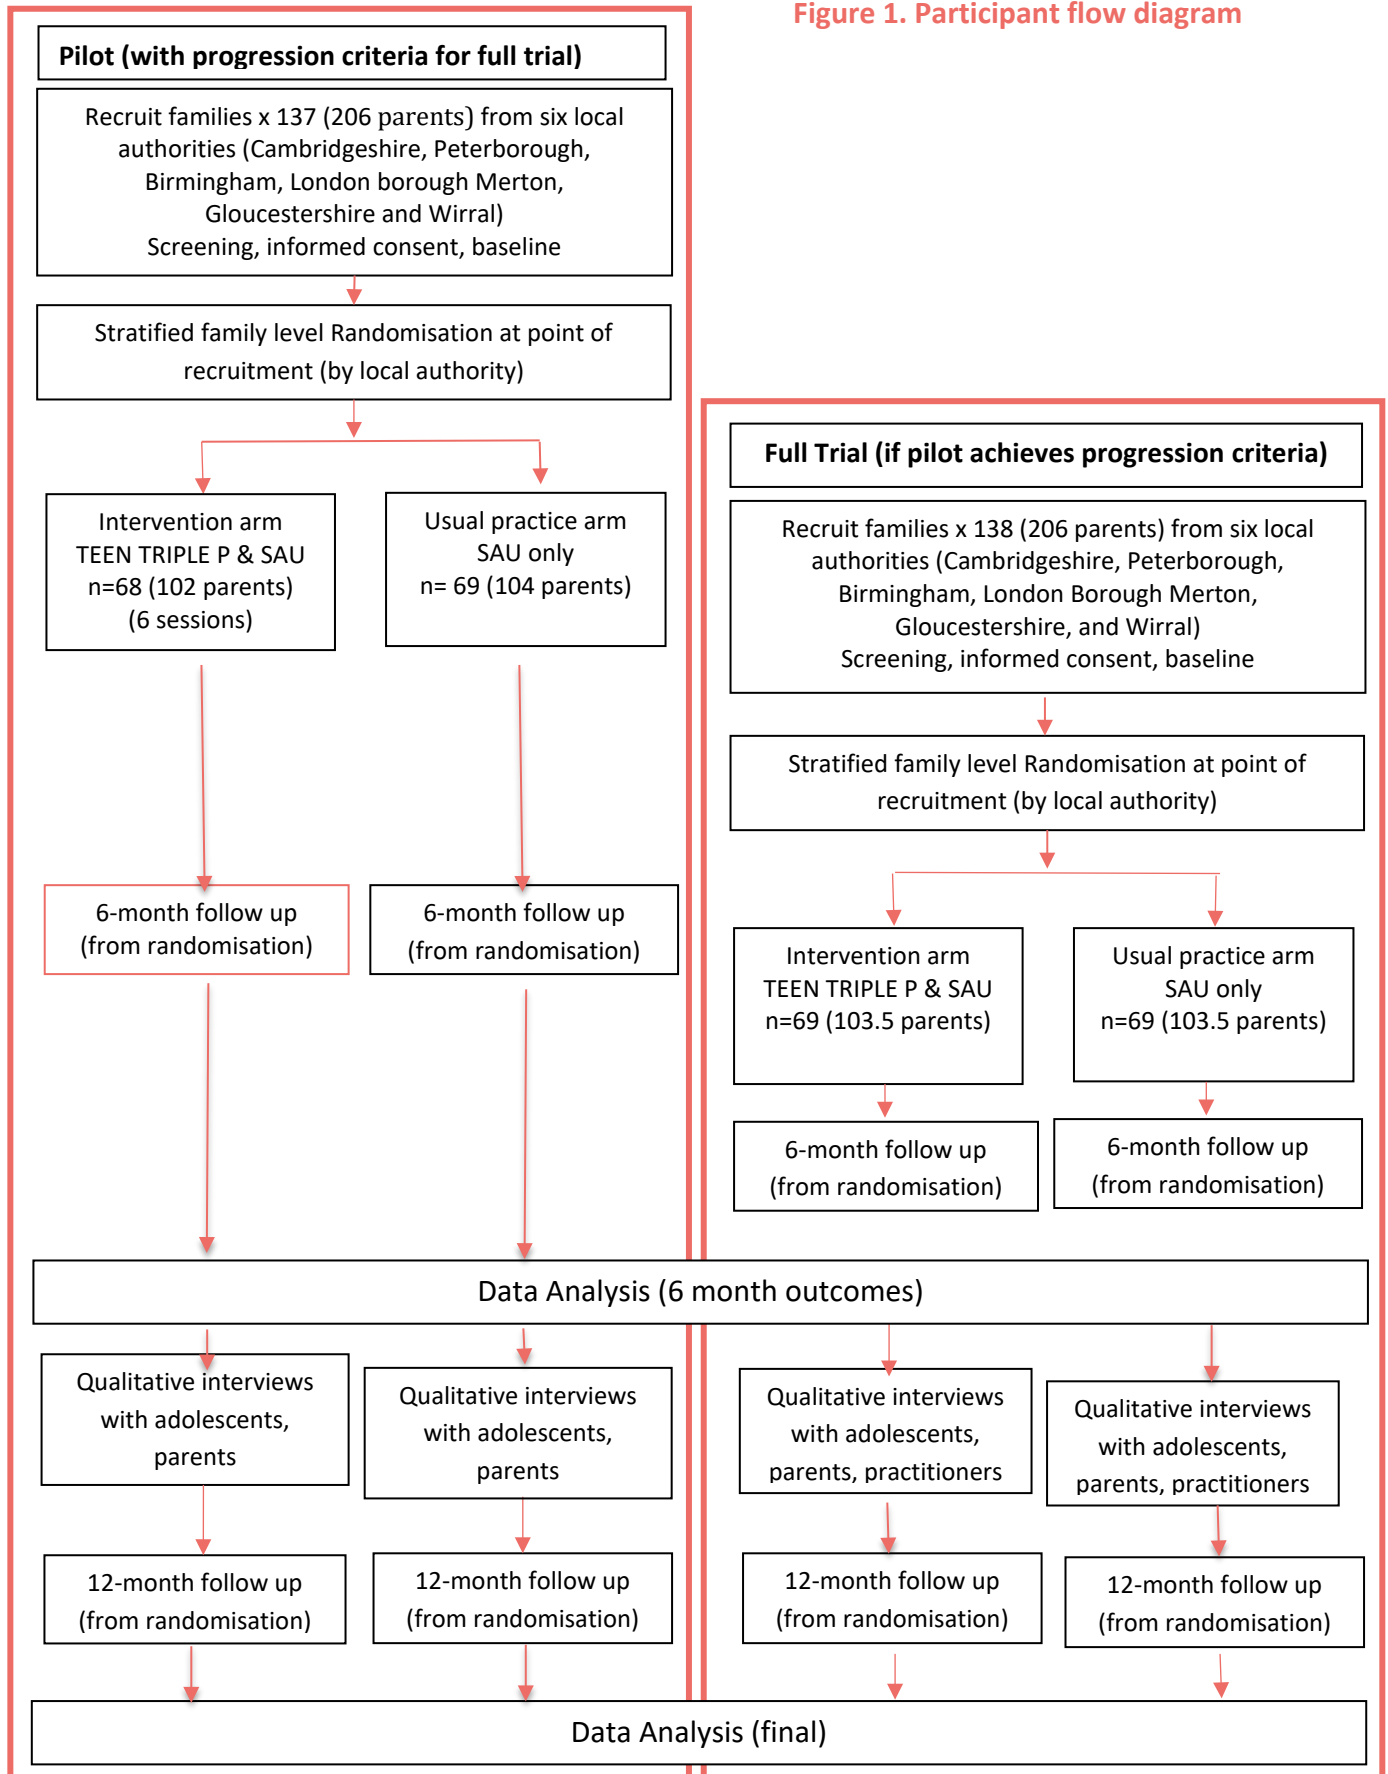 Figure 1. Participant flow diagram
Pilot (with progression criteria for full trial)
Recruit families x 137 (206 parents) from six local
authorities (Cambridgeshire, Peterborough,
Birmingham, London borough Merton,
Gloucestershire and Wirral)
Screening, informed consent, baseline
Stratified family level Randomisation at point of
recruitment (by local authority)
Intervention arm
TEEN TRIPLE P & SAU
n=68 (102 parents)
(6 sessions)
Usual practice arm
SAU only
n= 69 (104 parents)
6-month follow up
(from randomisation)
6-month follow up
(from randomisation)
Full Trial (if pilot achieves progression criteria)
Recruit families x 138 (206 parents) from six local
authorities (Cambridgeshire, Peterborough,
Birmingham, London Borough Merton,
Gloucestershire, and Wirral)
Screening, informed consent, baseline
Stratified family level Randomisation at point of
recruitment (by local authority)
Intervention arm
TEEN TRIPLE P & SAU
n=69 (103.5 parents)
Usual practice arm
SAU only
n=69 (103.5 parents)
6-month follow up
(from randomisation)
6-month follow up
(from randomisation)
Data Analysis (6 month outcomes)
Qualitative interviews
with adolescents,
parents
Qualitative interviews
with adolescents,
parents
Qualitative interviews
with adolescents,
parents, practitioners
Qualitative interviews
with adolescents,
parents, practitioners
12-month follow up
(from randomisation)
12-month follow up
(from randomisation)
12-month follow up
(from randomisation)
12-month follow up
(from randomisation)
Data Analysis (final)